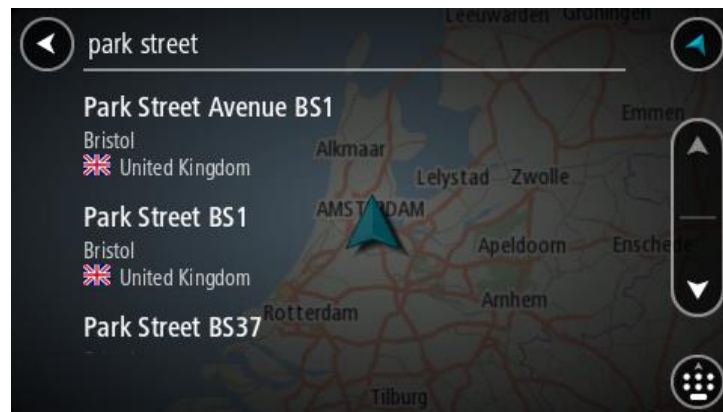 Leeuwarden Groningen
park street
Park Street Avenue BS1
Bristol
United Kingdom
Park Street BS1
Bristol
United Kingdom
Park Street BS37
Emmen
Alkmaar
Lelystad
Zwolle
AMSTERDAM
Apeldoorn
Enschede
Arnhem
Rotterdam
Tilburg